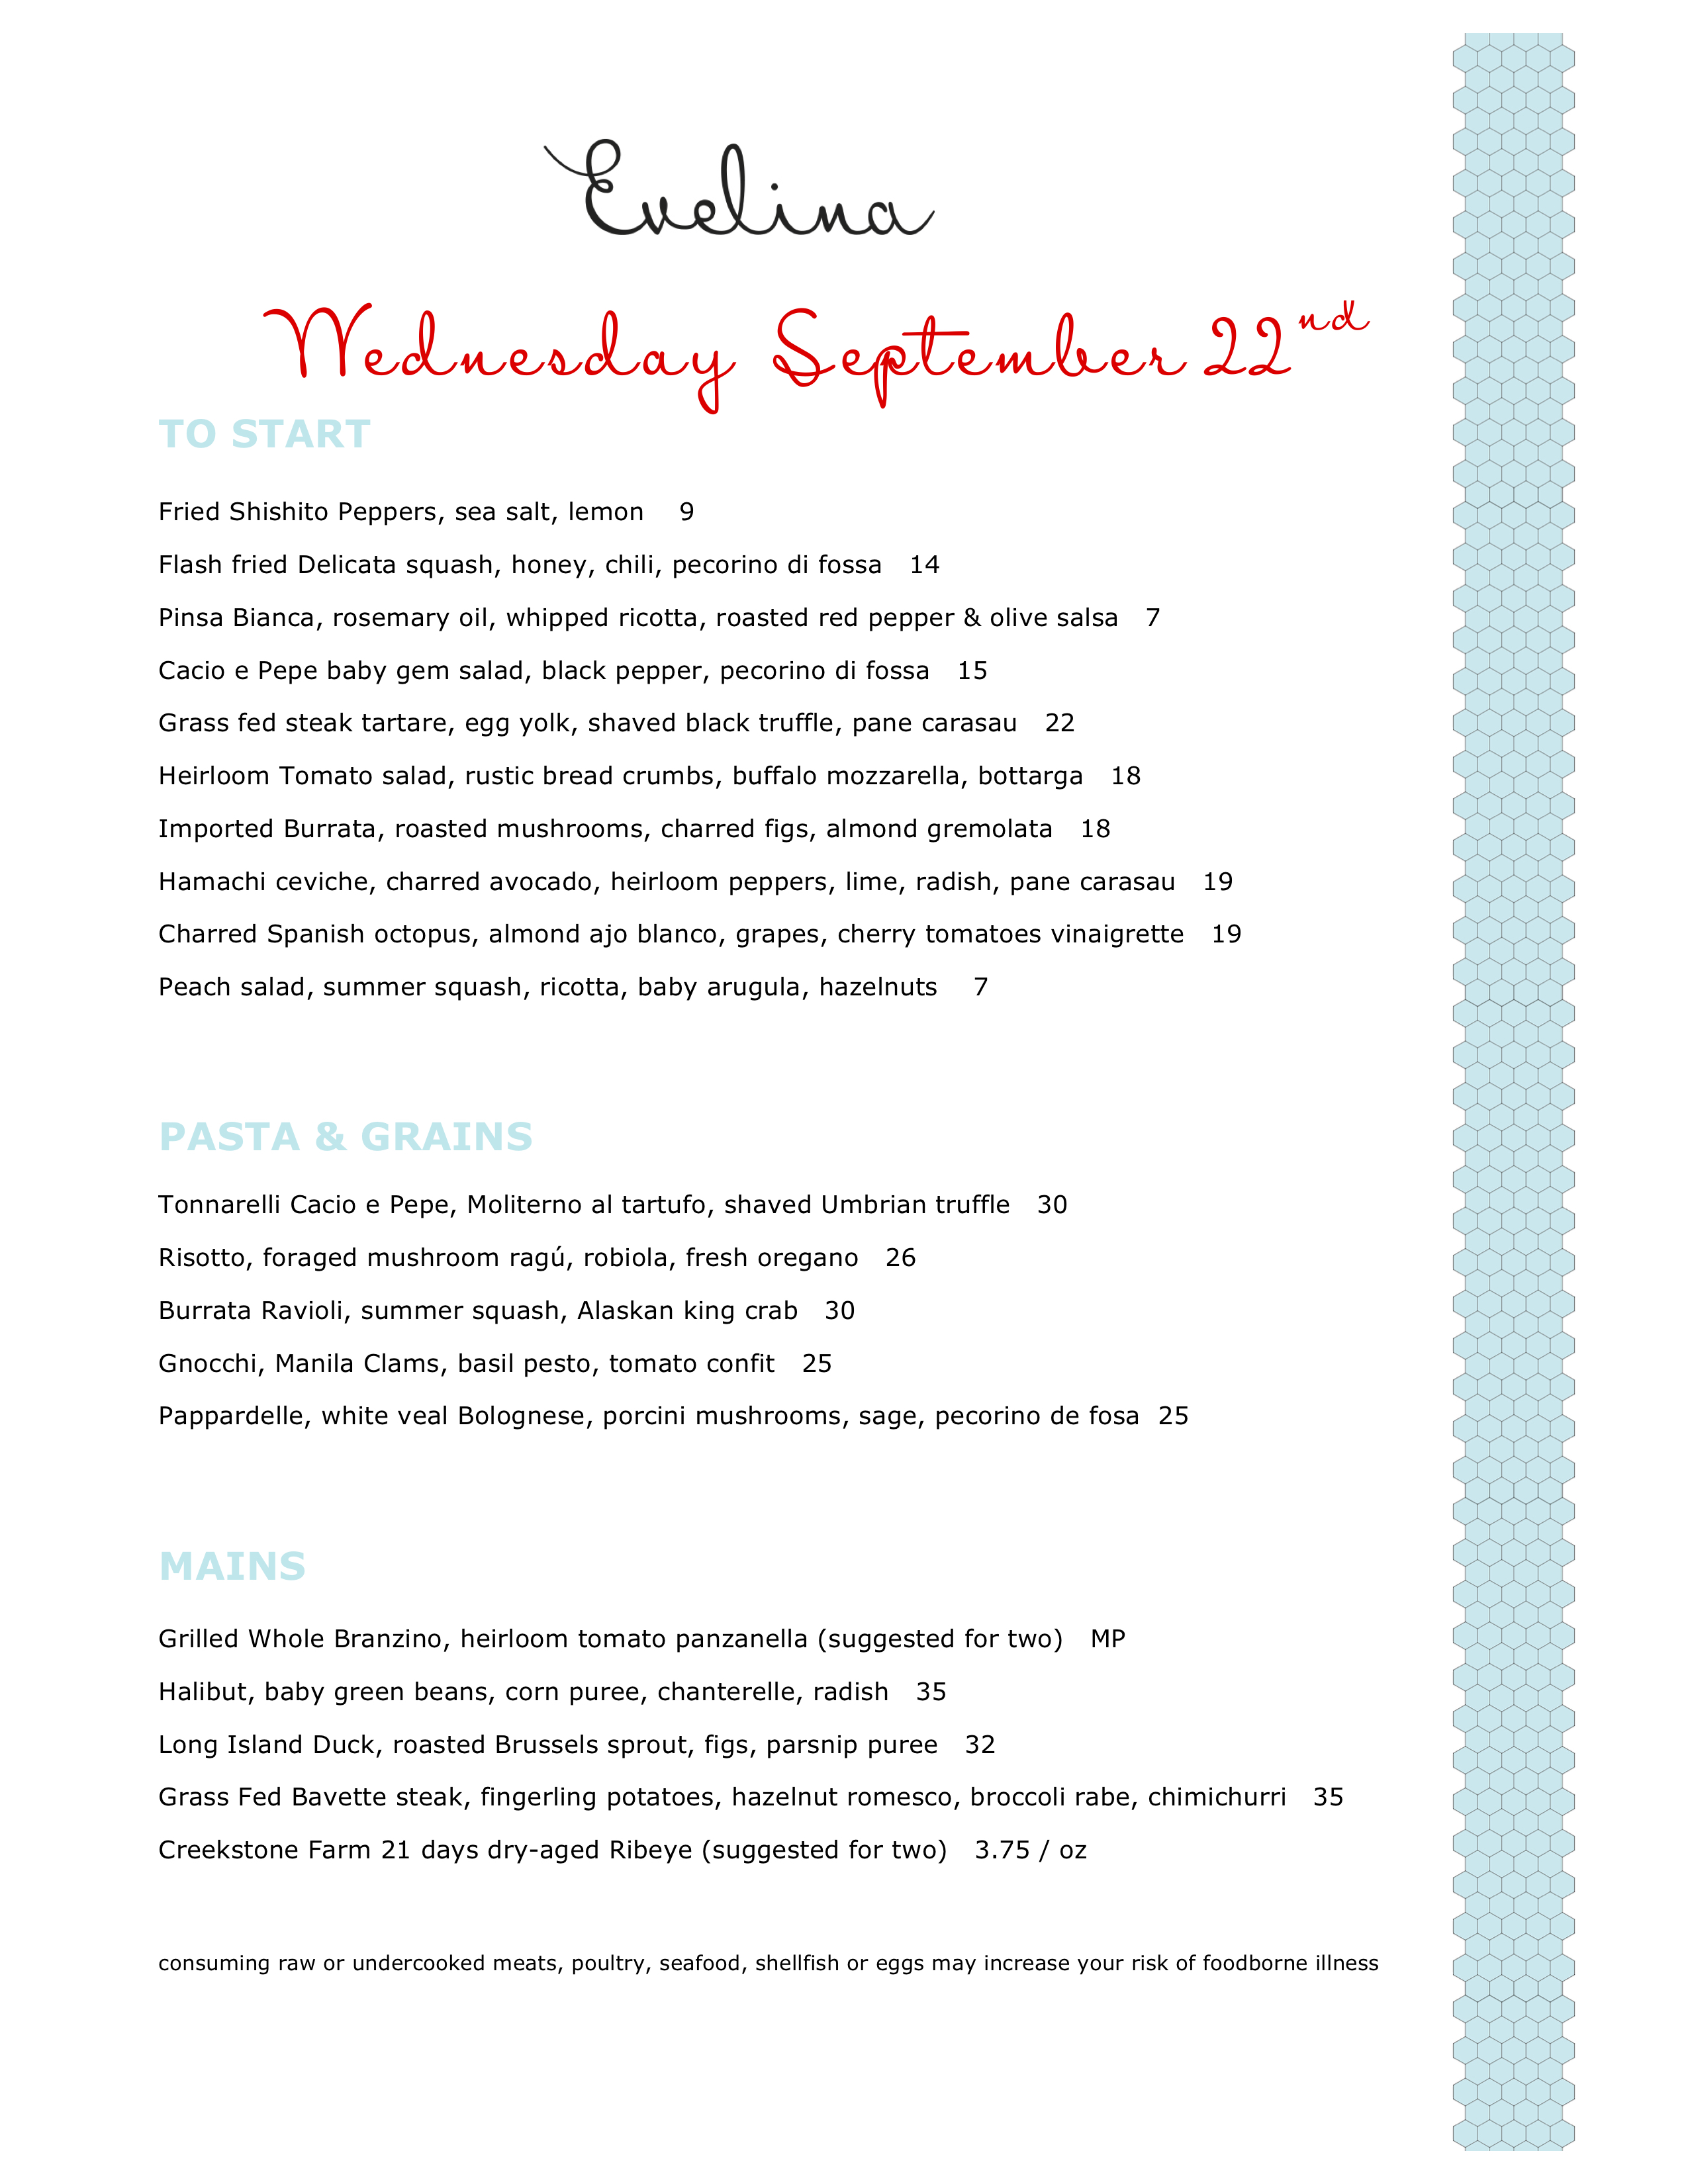 Evelina
Wednesday September 22nd
TO START
Fried Shishito Peppers, sea salt, lemon 9
Flash fried Delicata squash, honey, chili, pecorino di fossa 14
Pinsa Bianca, rosemary oil, whipped ricotta, roasted red pepper & olive salsa 7
Cacio e Pepe baby gem salad, black pepper, pecorino di fossa 15
Grass fed steak tartare, egg yolk, shaved black truffle, pane carasau 22
Heirloom Tomato salad, rustic bread crumbs, buffalo mozzarella, bottarga 18
Imported Burrata, roasted mushrooms, charred figs, almond gremolata 18
Hamachi ceviche, charred avocado, heirloom peppers, lime, radish, pane carasau 19
Charred Spanish octopus, almond ajo blanco, grapes, cherry tomatoes vinaigrette 19
Peach salad, summer squash, ricotta, baby arugula, hazelnuts 7
PASTA & GRAINS
Tonnarelli Cacio e Pepe, Moliterno al tartufo, shaved Umbrian truffle 30
Risotto, foraged mushroom ragú, robiola, fresh oregano 26
Burrata Ravioli, summer squash, Alaskan king crab 30
Gnocchi, Manila Clams, basil pesto, tomato confit 25
Pappardelle, white veal Bolognese, porcini mushrooms, sage, pecorino de fosa 25
MAINS
Grilled Whole Branzino, heirloom tomato panzanella (suggested for two) MP
Halibut, baby green beans, corn puree, chanterelle, radish 35
Long Island Duck, roasted Brussels sprout, figs, parsnip puree 32
Grass Fed Bavette steak, fingerling potatoes, hazelnut romesco, broccoli rabe, chimichurri 35
Creekstone Farm 21 days dry-aged Ribeye (suggested for two) 3.75 / oz
consuming raw or undercooked meats, poultry, seafood, shellfish or eggs may increase your risk of foodborne illness